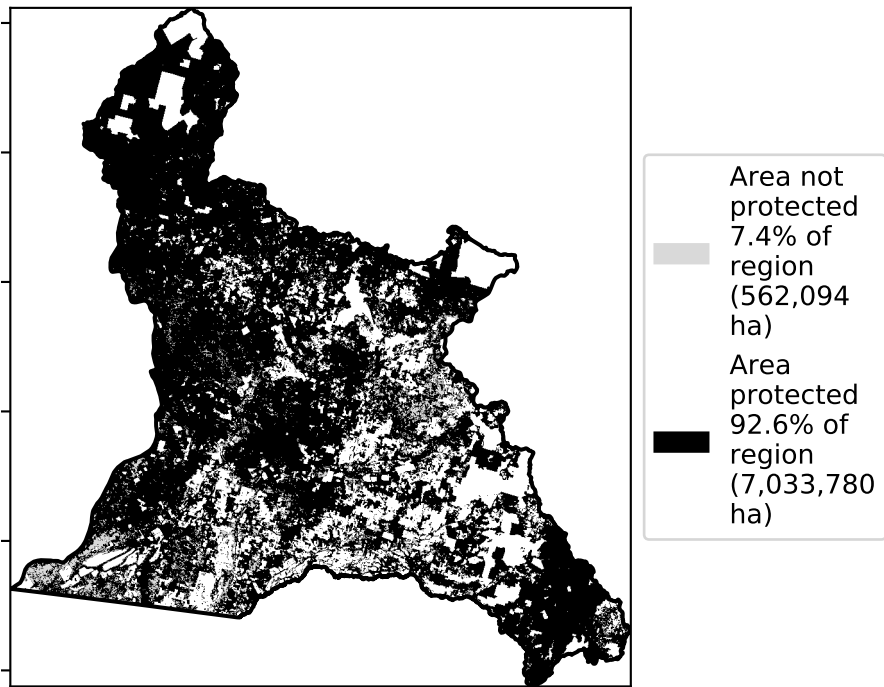 Area not
protected
7.4% of
region
(562,094
ha)
Area
protected
92.6% of
region
(7,033,780
ha)